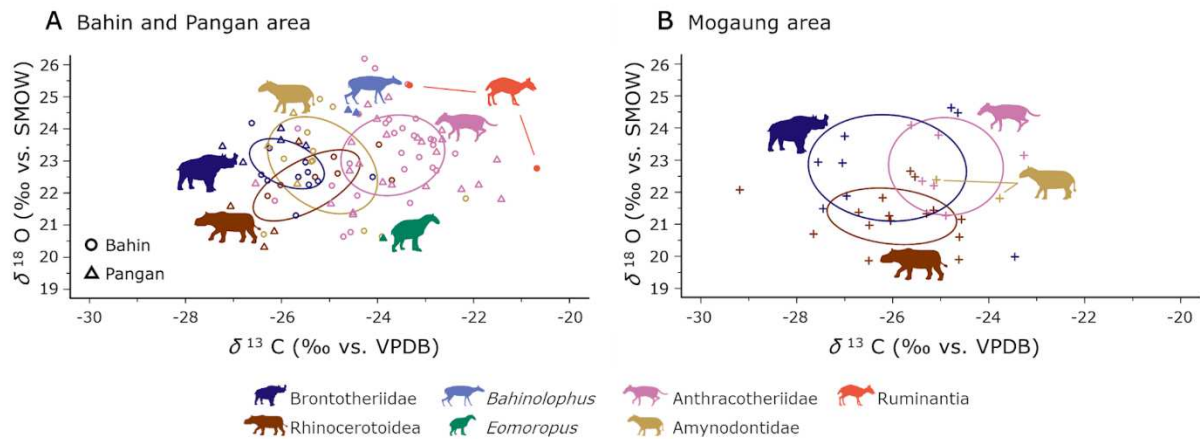 A Bahin and Pangan area
26
25
24
23
22
21
20
19
δ 18 O (‰ vs. SMOW)
Bahin
Pangan
-30 -28 -26 -24 -22 -20
δ 13 C (‰ vs. VPDB)
B Mogaung area
26
25
24
23
22
21
20
19
δ 18 O (‰ vs. SMOW)
-30 -28 -26 -24 -22 -20
δ 13 C (‰ vs. VPDB)
Brontotheriidae Bahinolophus Anthracotheriidae Ruminantia
Rhinocerotoidea Eomoropus Amynodontidae